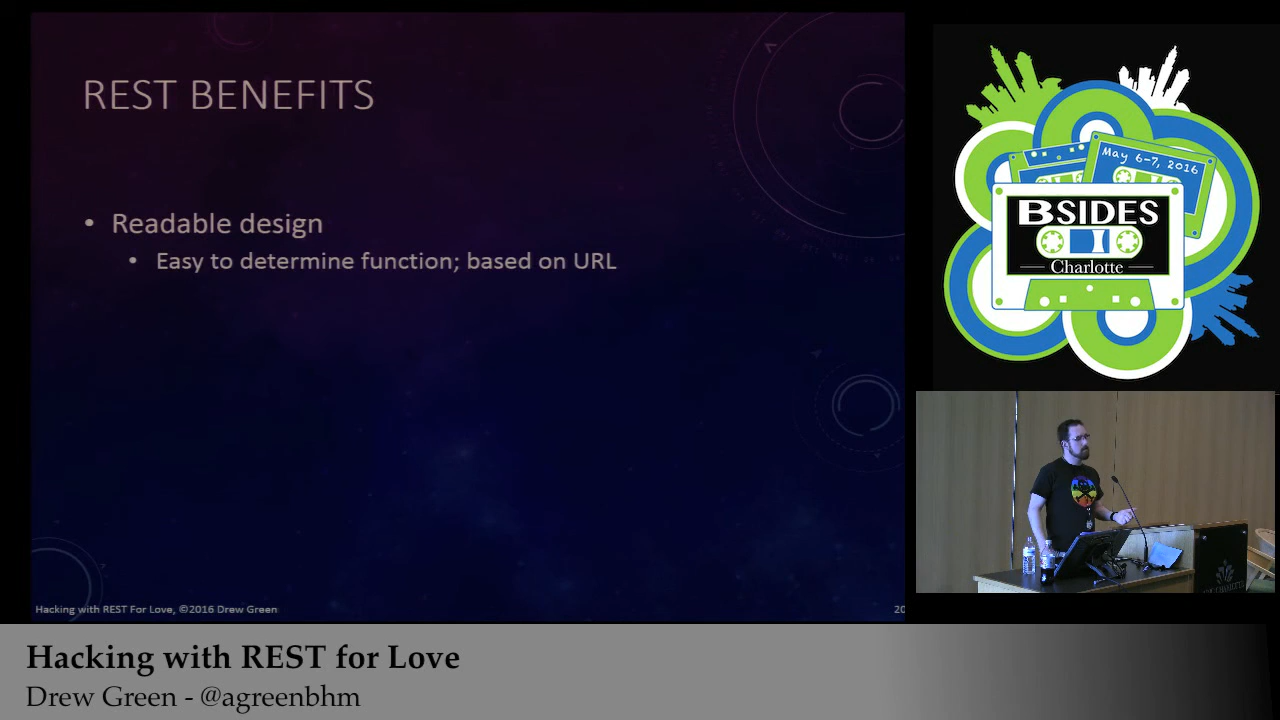 REST BENEFITS
• Readable design
• Easy to determine function; based on URL
Hacking with REST For Love, ©2016 Drew Green
20
May 6-7, 2016
BSIDES
Charlotte
Hacking with REST for Love
Drew Green - @agreenbhm